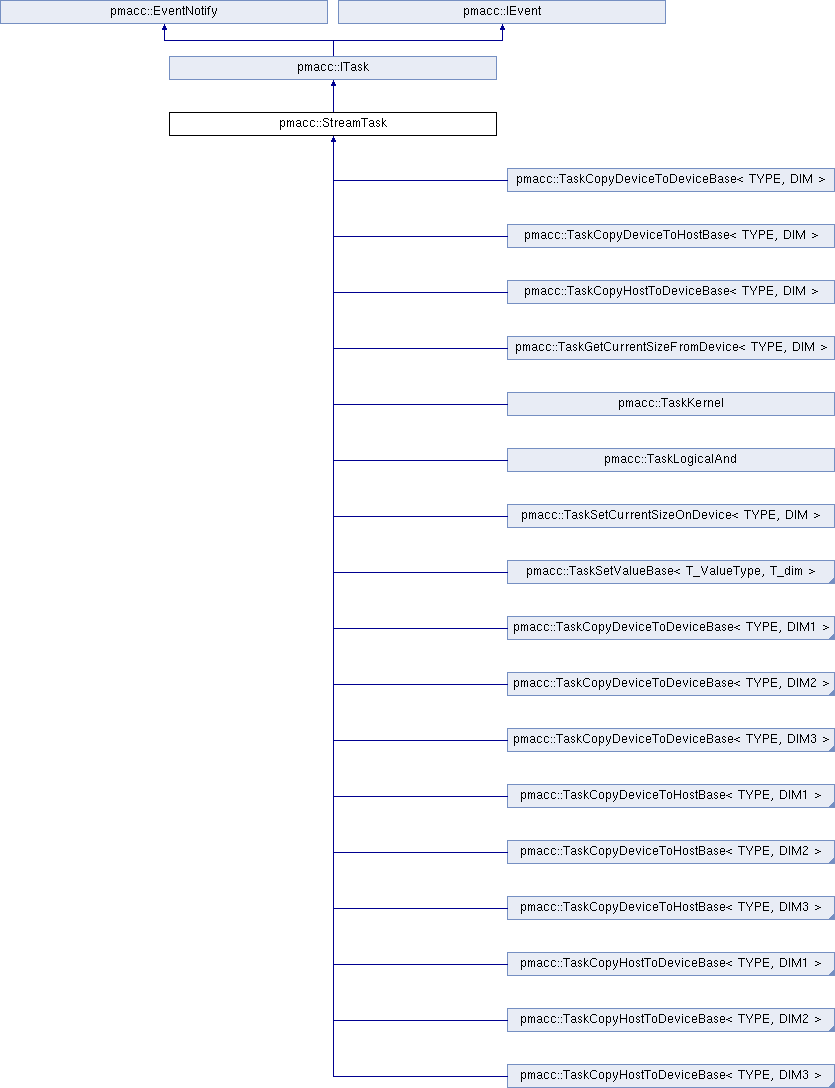 pmacc::EventNotify
pmacc::IEvent
pmacc::ITask
pmacc::StreamTask
pmacc::TaskCopyDeviceToDeviceBase< TYPE, DIM >
pmacc::TaskCopyDeviceToHostBase< TYPE, DIM >
pmacc::TaskCopyHostToDeviceBase< TYPE, DIM >
pmacc::TaskGetCurrentSizeFromDevice< TYPE, DIM >
pmacc::TaskKernel
pmacc::TaskLogicalAnd
pmacc::TaskSetCurrentSizeOnDevice< TYPE, DIM >
pmacc::TaskSetValueBase< T_ValueType, T_dim >
pmacc::TaskCopyDeviceToDeviceBase< TYPE, DIM1 >
pmacc::TaskCopyDeviceToDeviceBase< TYPE, DIM2 >
pmacc::TaskCopyDeviceToDeviceBase< TYPE, DIM3 >
pmacc::TaskCopyDeviceToHostBase< TYPE, DIM1 >
pmacc::TaskCopyDeviceToHostBase< TYPE, DIM2 >
pmacc::TaskCopyDeviceToHostBase< TYPE, DIM3 >
pmacc::TaskCopyHostToDeviceBase< TYPE, DIM1 >
pmacc::TaskCopyHostToDeviceBase< TYPE, DIM2 >
pmacc::TaskCopyHostToDeviceBase< TYPE, DIM3 >